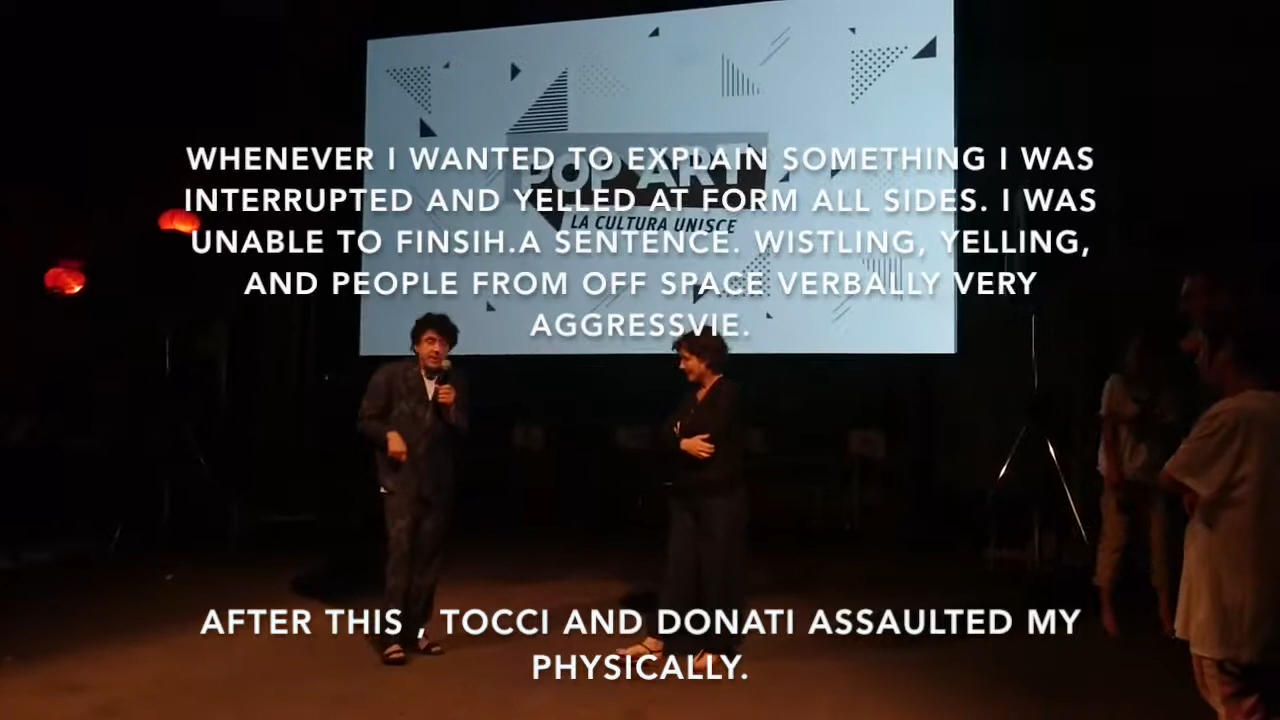 WHENEVER I WANTED TO EXPLAIN SOMETHING I WAS
INTERRUPTED AND YELLED AT FORM ALL SIDES. I WAS
UNABLE TO FINSIH.A SENTENCE. WISTLING, YELLING,
AND PEOPLE FROM OFF SPACE VERBALLY VERY
AGGRESSVIE.
POP ART
LA CULTURA UNISCE
AFTER THIS , TOCCI AND DONATI ASSAULTED MY
PHYSICALLY.